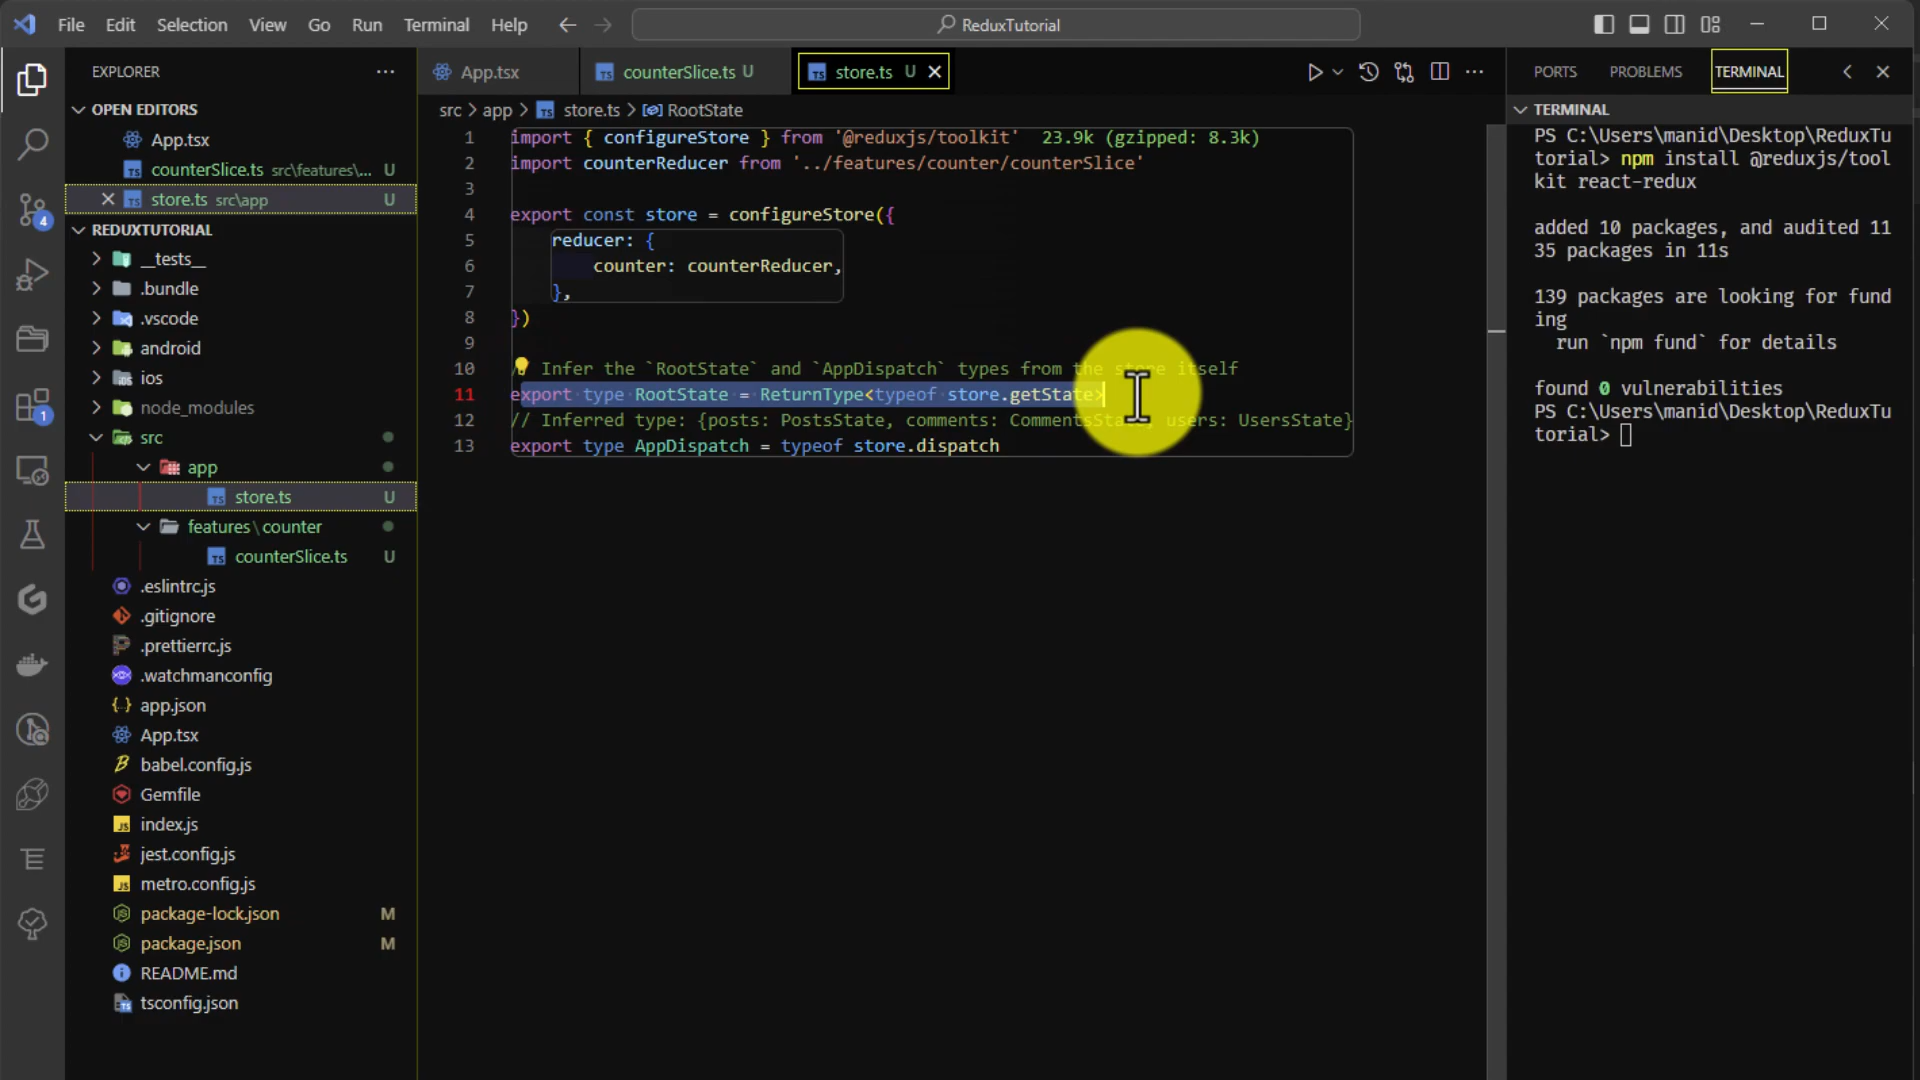 File Edit Selection View Go Run Terminal Help
ReduxTutorial
EXPLORER
OPEN EDITORS
App.tsx
counterSlice.ts src\features\... U
store.ts src\app U
4
1
REDUXTUTORIAL
__tests__
.bundle
.vscode
android
ios
node_modules
src
app
store.ts U
features\counter
counterSlice.ts U
.eslintrc.js
.gitignore
.prettierrc.js
.watchmanconfig
app.json
App.tsx
babel.config.js
Gemfile
index.js
jest.config.js
metro.config.js
package-lock.json M
package.json M
README.md
tsconfig.json
App.tsx counterSlice.ts U store.ts U
src > app > store.ts > RootState
1 import { configureStore } from '@reduxjs/toolkit' 23.9k (gzipped: 8.3k)
2 import counterReducer from '../features/counter/counterSlice'
3
4 export const store = configureStore({
5 reducer: {
6 counter: counterReducer,
7 },
8 })
9
10 / Infer the `RootState` and `AppDispatch` types from the store itself
11 export type RootState = ReturnType<typeof store.getState>
12 // Inferred type: {posts: PostsState, comments: CommentsState, users: UsersState}
13 export type AppDispatch = typeof store.dispatch
PORTS PROBLEMS TERMINAL
TERMINAL
PS C:\Users\manid\Desktop\ReduxTu
torial> npm install @reduxjs/tool
kit react-redux
added 10 packages, and audited 11
35 packages in 11s
139 packages are looking for fund
ing
run `npm fund` for details
found 0 vulnerabilities
PS C:\Users\manid\Desktop\ReduxTu
torial>